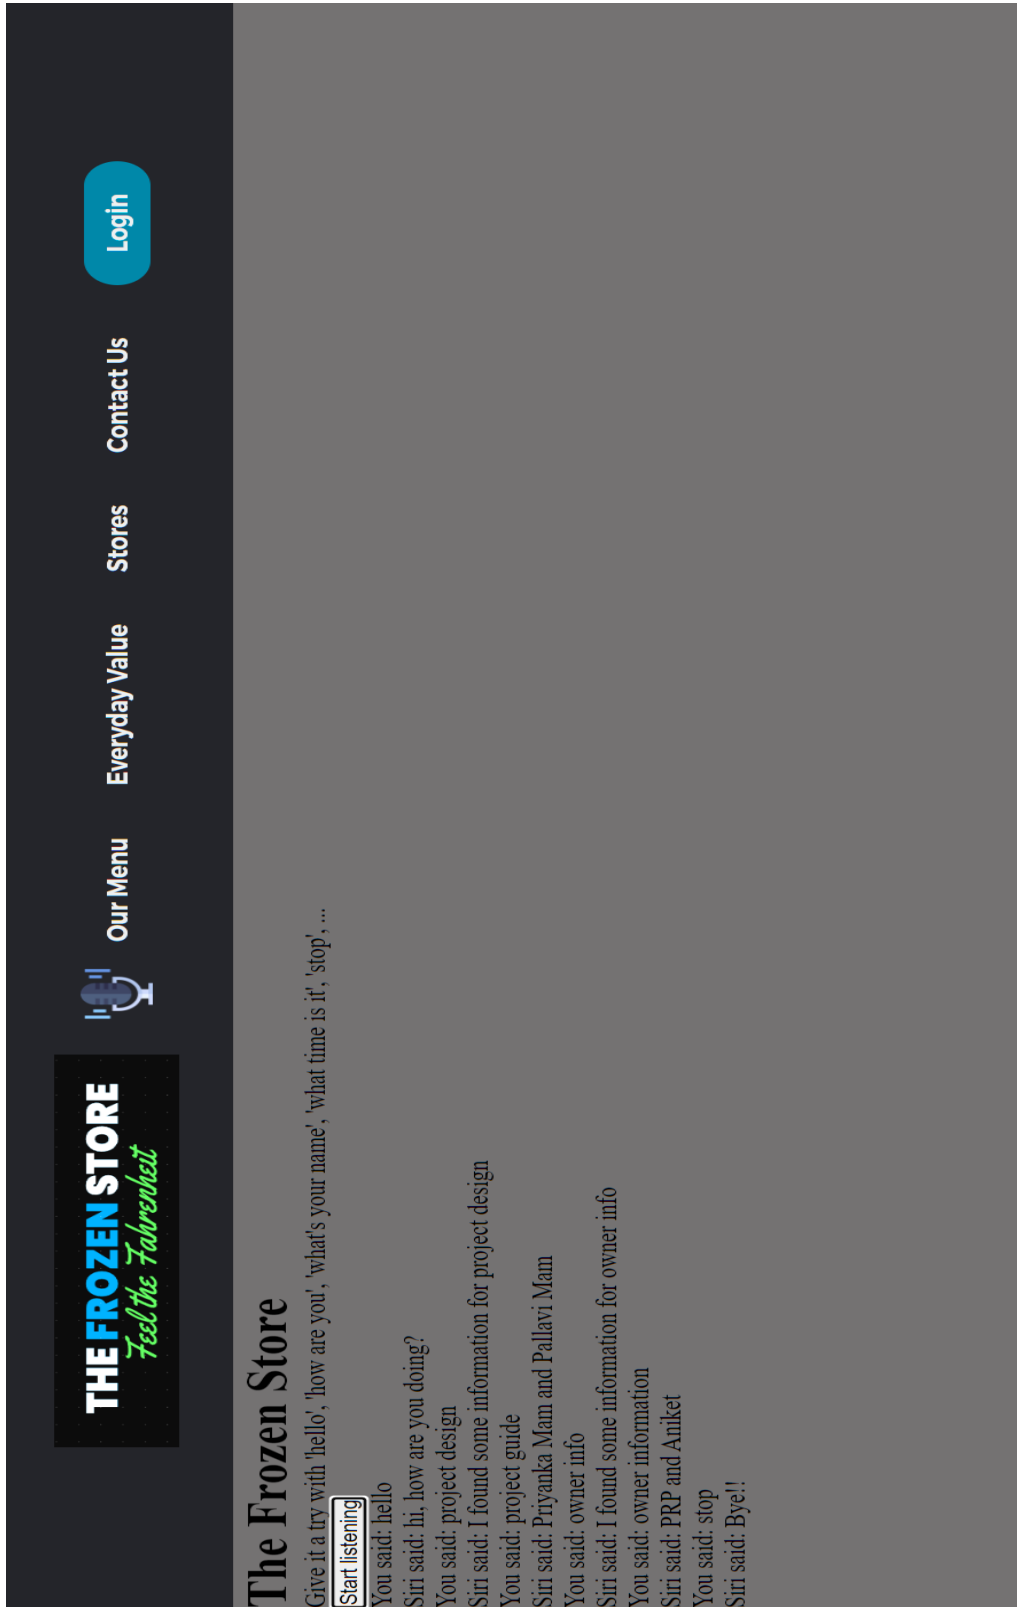 THE FROZEN STORE
Feel the Fahrenheit
Our Menu
Everyday Value
Stores
Contact Us
Login
The Frozen Store
Give it a try with 'hello', 'how are you', 'what's your name', 'what time is it', 'stop', ...
Start listening
You said: hello
Siri said: hi, how are you doing?
You said: project design
Siri said: I found some information for project design
You said: project guide
Siri said: Priyanka Mam and Pallavi Mam
You said: owner info
Siri said: I found some information for owner info
You said: owner information
Siri said: PRP and Aniket
You said: stop
Siri said: Bye!!